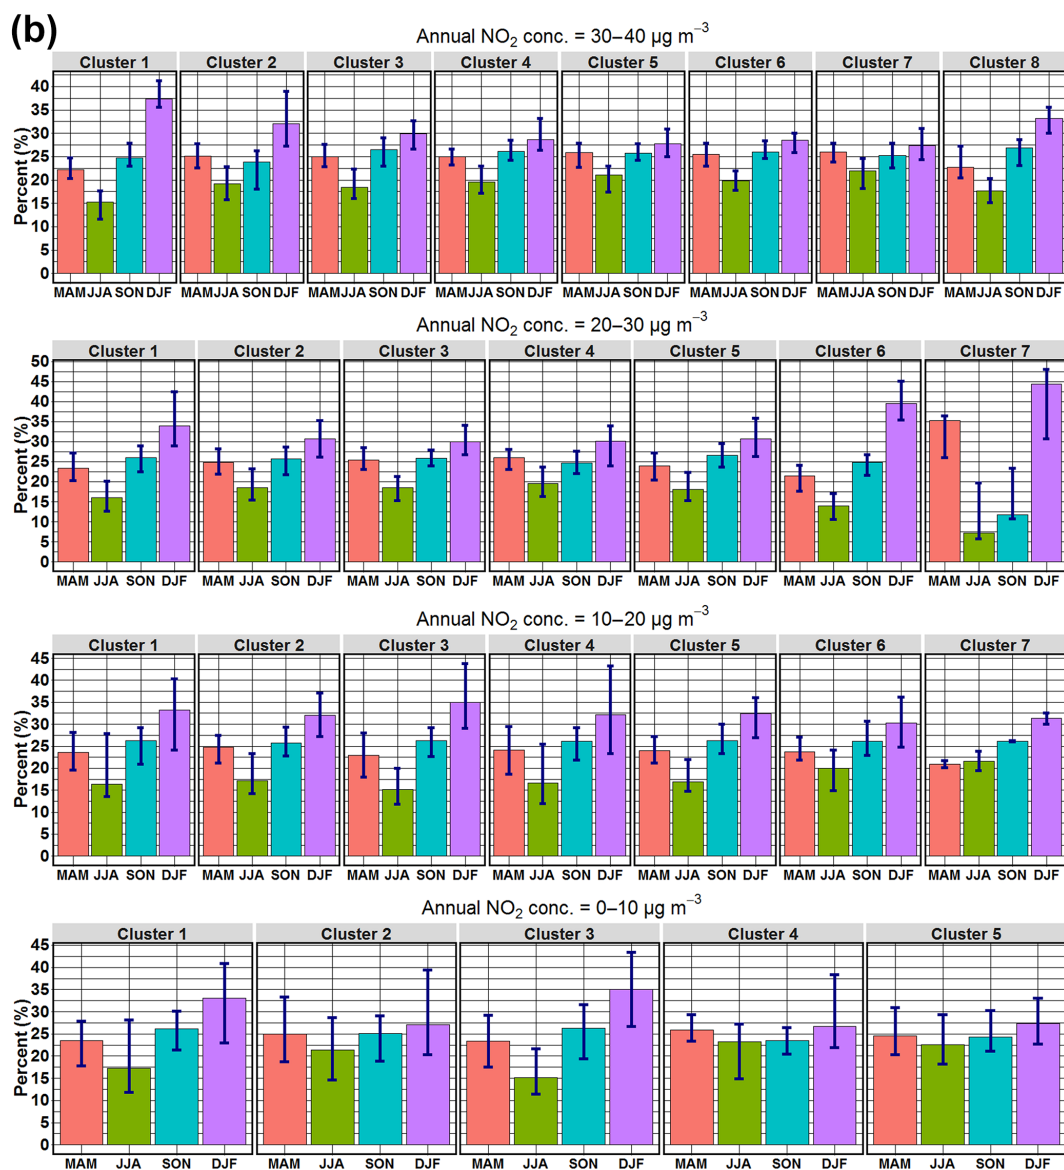 (b)
Annual NO₂ conc. = 30–40 µg m⁻³
Cluster 1 Cluster 2 Cluster 3 Cluster 4 Cluster 5 Cluster 6 Cluster 7 Cluster 8
Percent (%)
40
35
30
25
20
15
10
5
0
MAM JJA SON DJF MAM JJA SON DJF MAM JJA SON DJF MAM JJA SON DJF MAM JJA SON DJF MAM JJA SON DJF MAM JJA SON DJF MAM JJA SON DJF
Annual NO₂ conc. = 20–30 µg m⁻³
Cluster 1 Cluster 2 Cluster 3 Cluster 4 Cluster 5 Cluster 6 Cluster 7
Percent (%)
50
45
40
35
30
25
20
15
10
5
0
MAM JJA SON DJF MAM JJA SON DJF MAM JJA SON DJF MAM JJA SON DJF MAM JJA SON DJF MAM JJA SON DJF MAM JJA SON DJF
Annual NO₂ conc. = 10–20 µg m⁻³
Cluster 1 Cluster 2 Cluster 3 Cluster 4 Cluster 5 Cluster 6 Cluster 7
Percent (%)
45
40
35
30
25
20
15
10
5
0
MAM JJA SON DJF MAM JJA SON DJF MAM JJA SON DJF MAM JJA SON DJF MAM JJA SON DJF MAM JJA SON DJF MAM JJA SON DJF
Annual NO₂ conc. = 0–10 µg m⁻³
Cluster 1 Cluster 2 Cluster 3 Cluster 4 Cluster 5
Percent (%)
45
40
35
30
25
20
15
10
5
0
MAM JJA SON DJF MAM JJA SON DJF MAM JJA SON DJF MAM JJA SON DJF MAM JJA SON DJF